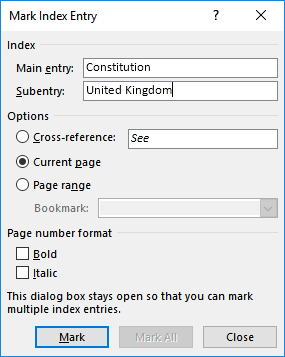 Mark Index Entry
Index
Main entry: Constitution
Subentry: United Kingdom
Options
Cross-reference: See
Current page
Page range
Bookmark:
Page number format
Bold
Italic
This dialog box stays open so that you can mark
multiple index entries.
Mark Mark All Close